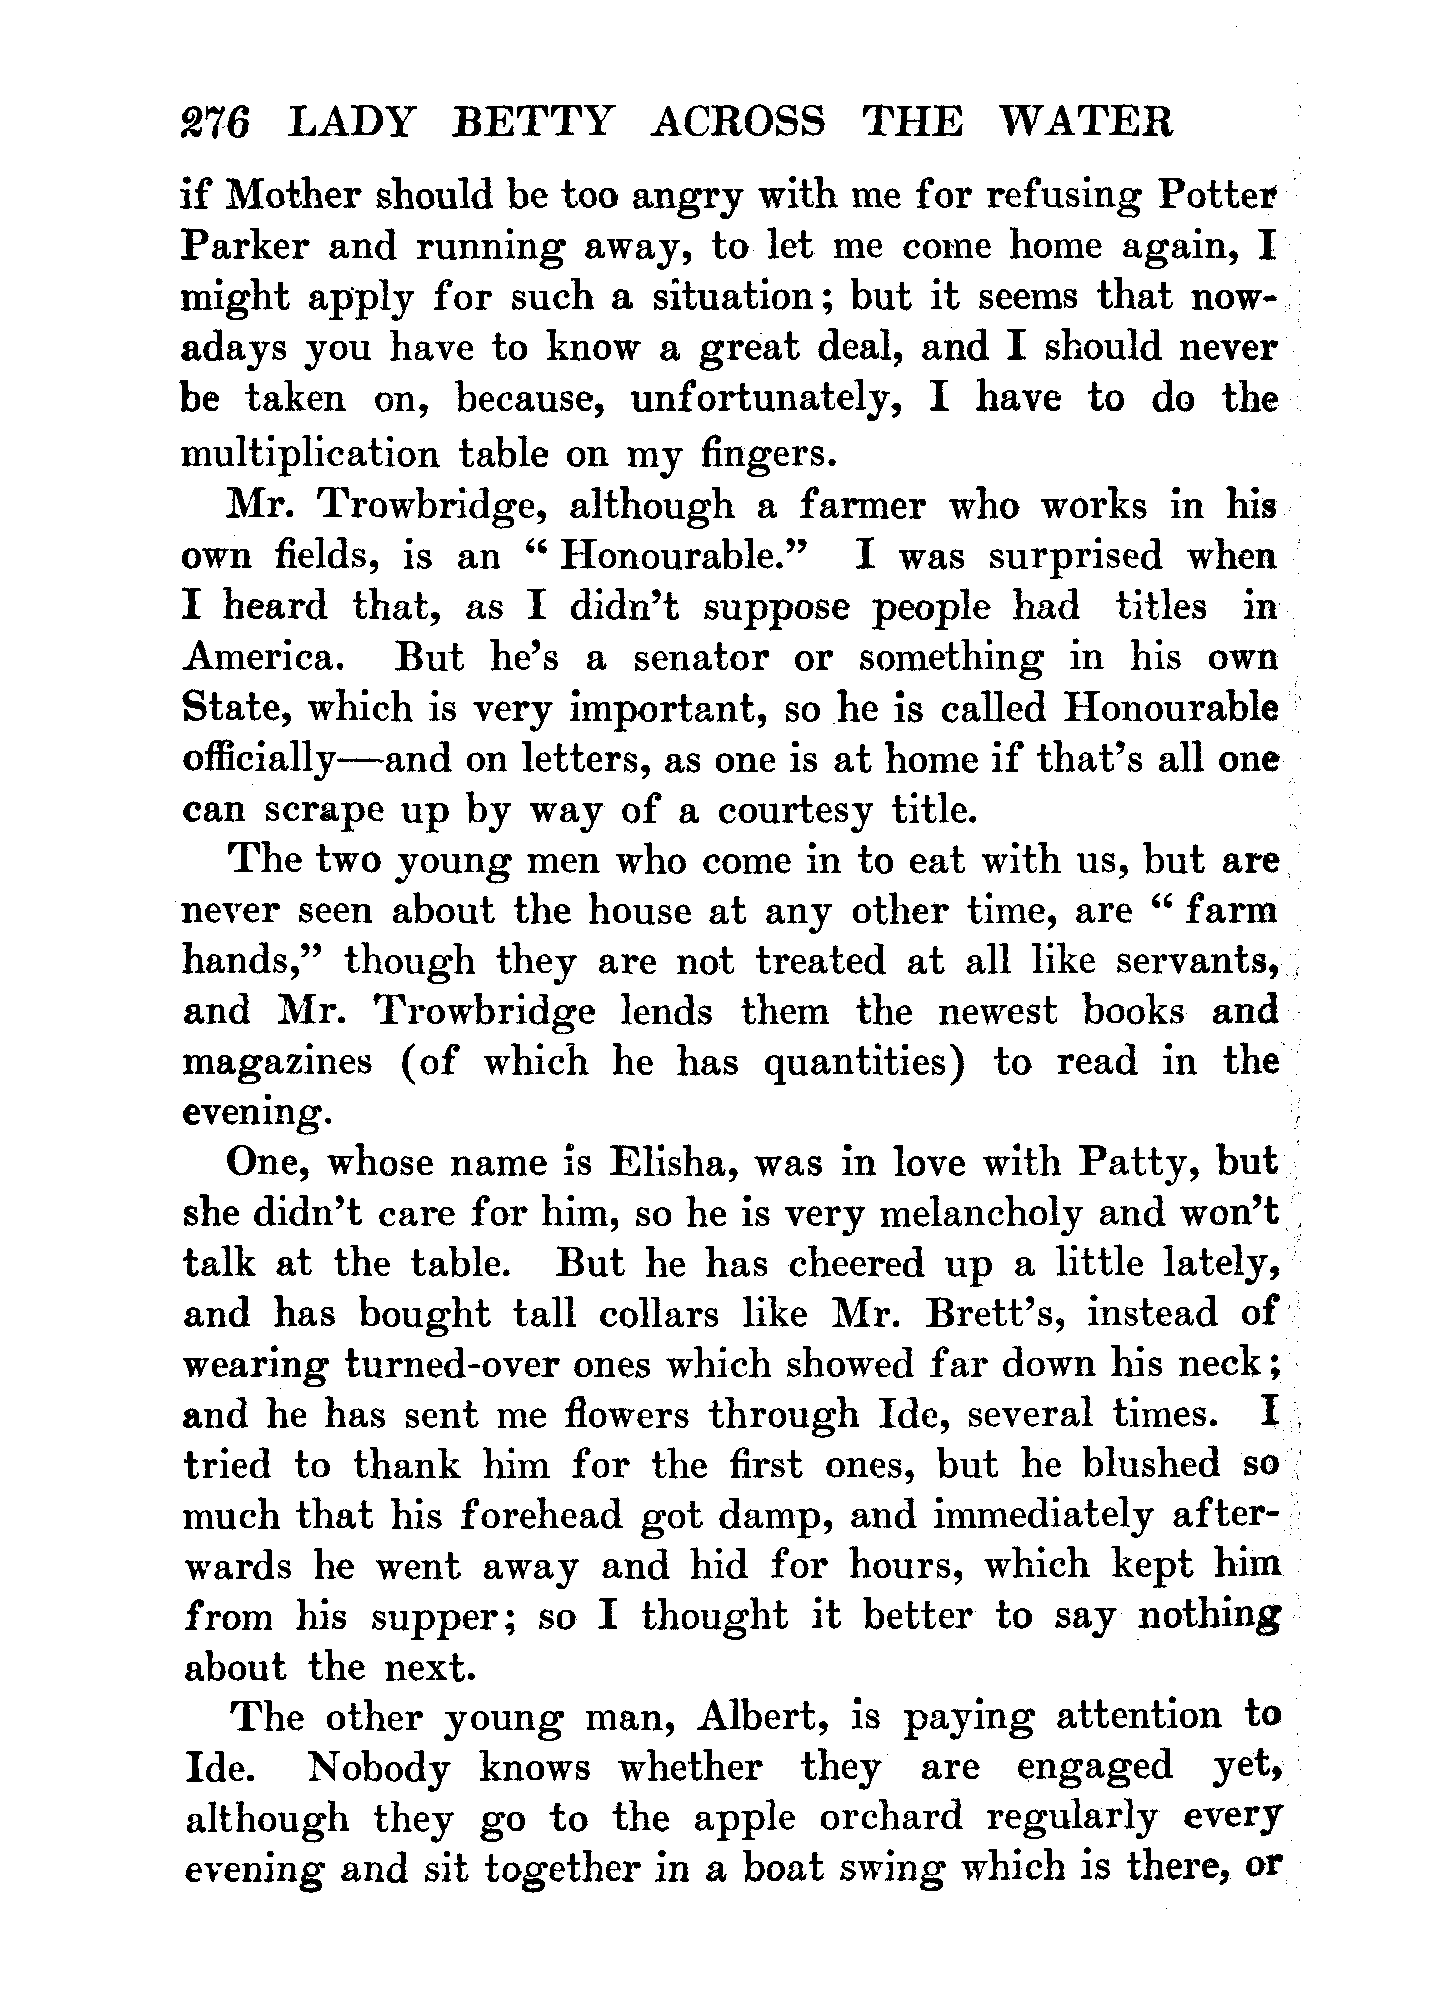 276 LADY BETTY ACROSS THE WATER
if Mother should be too angry with me for refusing Potter
Parker and running away, to let me come home again, I
might apply for such a situation; but it seems that now-
adays you have to know a great deal, and I should never
be taken on, because, unfortunately, I have to do the
multiplication table on my fingers.
Mr. Trowbridge, although a farmer who works in his
own fields, is an “ Honourable.” I was surprised when
I heard that, as I didn’t suppose people had titles in
America. But he’s a senator or something in his own
State, which is very important, so he is called Honourable
officially—and on letters, as one is at home if that’s all one
can scrape up by way of a courtesy title.
The two young men who come in to eat with us, but are
never seen about the house at any other time, are “ farm
hands,” though they are not treated at all like servants,
and Mr. Trowbridge lends them the newest books and
magazines (of which he has quantities) to read in the
evening.
One, whose name is Elisha, was in love with Patty, but
she didn’t care for him, so he is very melancholy and won’t
talk at the table. But he has cheered up a little lately,
and has bought tall collars like Mr. Brett’s, instead of
wearing turned-over ones which showed far down his neck;
and he has sent me flowers through Ide, several times. I
tried to thank him for the first ones, but he blushed so
much that his forehead got damp, and immediately after-
wards he went away and hid for hours, which kept him
from his supper; so I thought it better to say nothing
about the next.
The other young man, Albert, is paying attention to
Ide. Nobody knows whether they are engaged yet,
although they go to the apple orchard regularly every
evening and sit together in a boat swing which is there, or